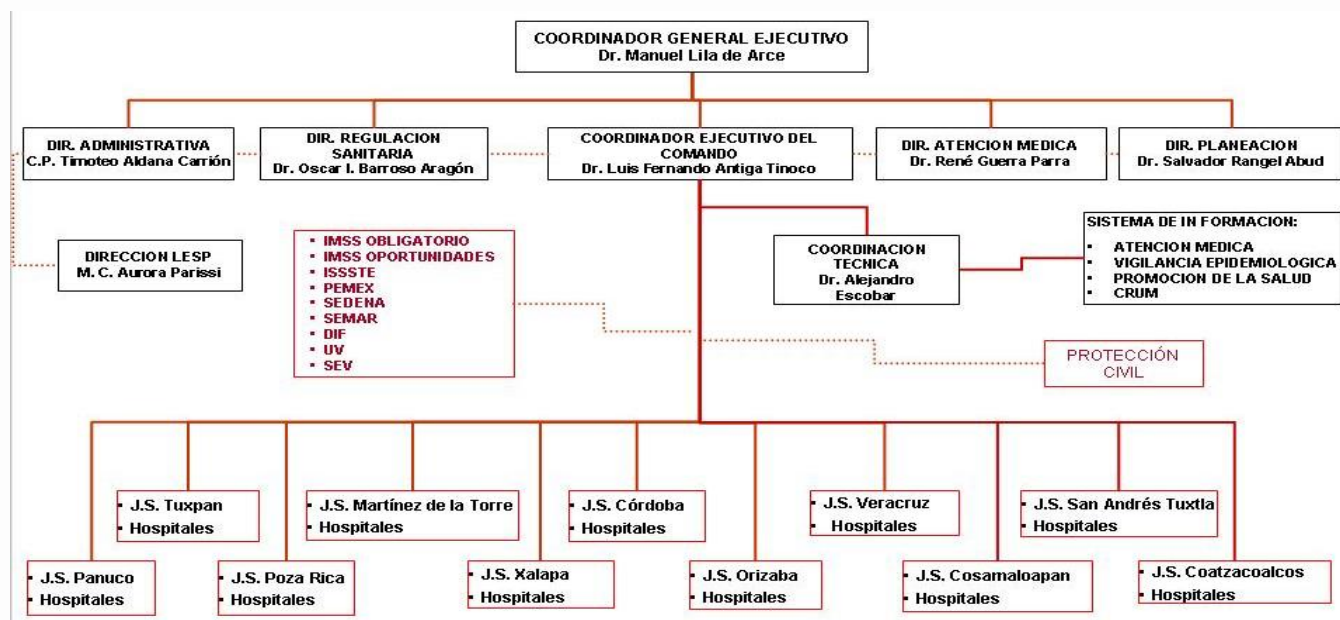 COORDINADOR GENERAL EJECUTIVO
Dr. Manuel Lila de Arce
DIR. ADMINISTRATIVA
C.P. Timoteo Aldana Carrión
DIR. REGULACION
SANITARIA
Dr. Oscar I. Barroso Aragón
COORDINADOR EJECUTIVO DEL
COMANDO
Dr. Luis Fernando Antiga Tinoco
DIR. ATENCION MEDICA
Dr. René Guerra Parra
DIR. PLANEACION
Dr. Salvador Rangel Abud
DIRECCION LESP
M. C. Aurora Parissi
▪ IMSS OBLIGATORIO
▪ IMSS OPORTUNIDADES
▪ ISSSTE
▪ PEMEX
▪ SEDENA
▪ SEMAR
▪ DIF
▪ UV
▪ SEV
COORDINACION
TECNICA
Dr. Alejandro
Escobar
SISTEMA DE IN FORMACION:
▪ ATENCION MEDICA
▪ VIGILANCIA EPIDEMIOLOGICA
▪ PROMOCION DE LA SALUD
▪ CRUM
PROTECCIÓN
CIVIL
▪ J.S. Tuxpan
▪ Hospitales
▪ J.S. Martínez de la Torre
▪ Hospitales
▪ J.S. Córdoba
▪ Hospitales
▪ J.S. Veracruz
▪ Hospitales
▪ J.S. San Andrés Tuxtla
▪ Hospitales
▪ J.S. Panuco
▪ Hospitales
▪ J.S. Poza Rica
▪ Hospitales
▪ J.S. Xalapa
▪ Hospitales
▪ J.S. Orizaba
▪ Hospitales
▪ J.S. Cosamaloapan
▪ Hospitales
▪ J.S. Coatzacoalcos
▪ Hospitales